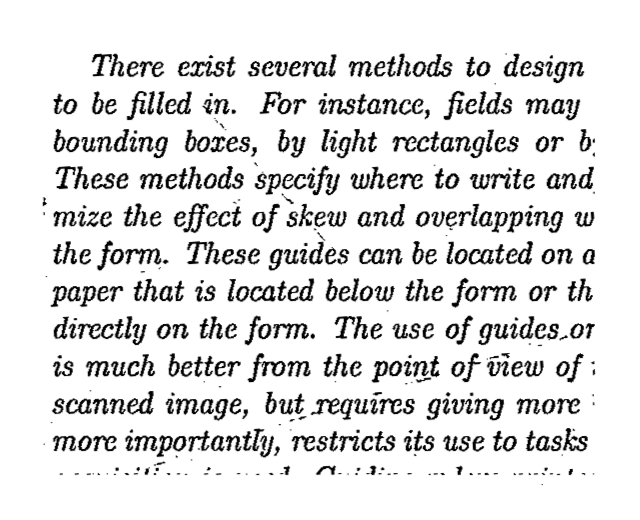 There exist several methods to design
to be filled in. For instance, fields may
bounding boxes, by light rectangles or
These methods specify where to write and
mize the effect of skew and overlapping w
the form. These guides can be located on a
paper that is located below the form or th
directly on the form. The use of guides or
is much better from the point of view of
scanned image, but requires giving more
more importantly, restricts its use to tasks